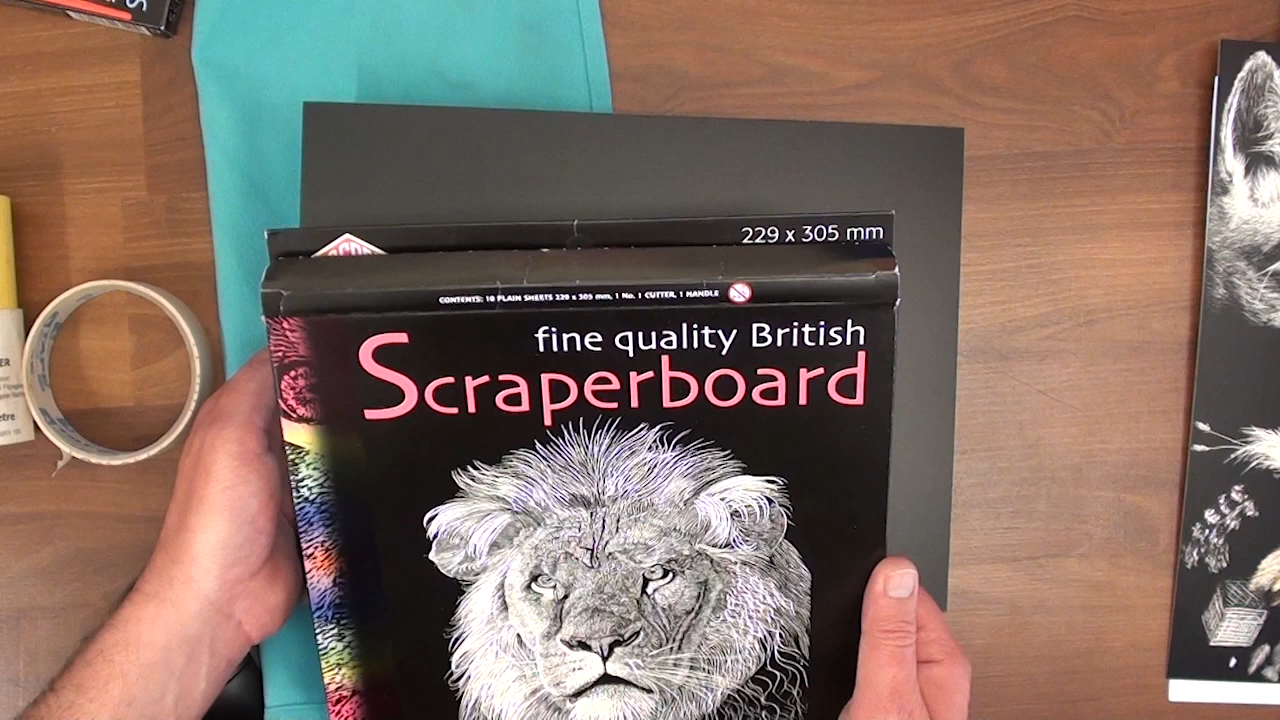 229 x 305 mm
CONTENTS: 10 PLAIN SHEETS 229 x 305 mm, 1 No. 1 CUTTER, 1 HANDLE
fine quality British
Scraperboard